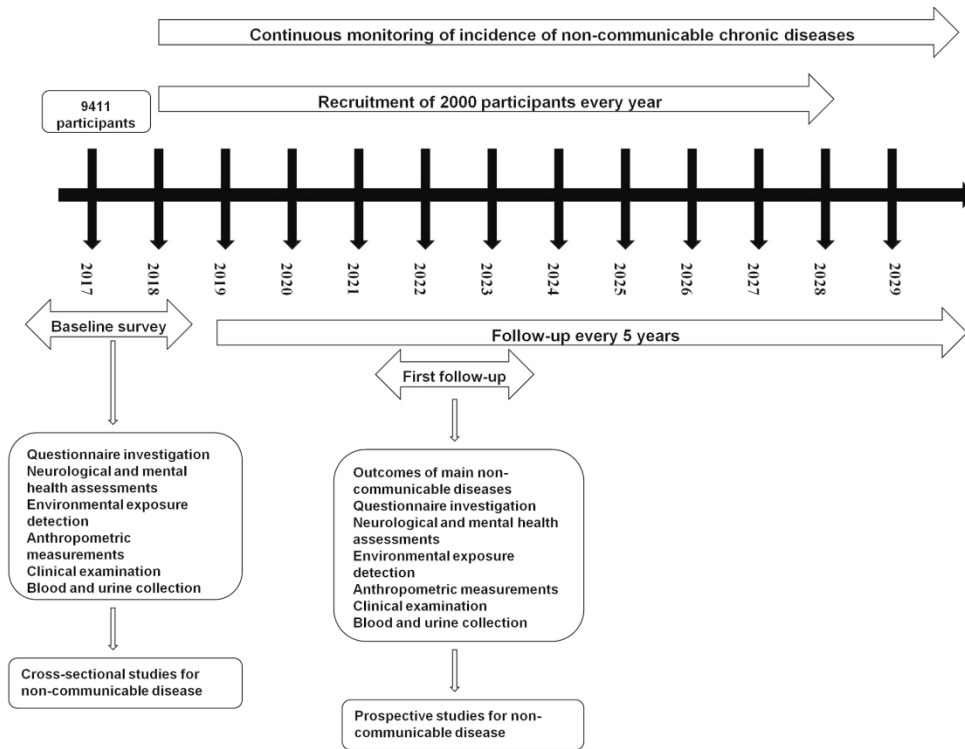 Continuous monitoring of incidence of non-communicable chronic diseases
Recruitment of 2000 participants every year
9411
participants
2017
2018
2019
2020
2021
2022
2023
2024
2025
2026
2027
2028
2029
Baseline survey
Follow-up every 5 years
First follow-up
Questionnaire investigation
Neurological and mental
health assessments
Environmental exposure
detection
Anthropometric
measurements
Clinical examination
Blood and urine collection
Outcomes of main non-
communicable diseases
Questionnaire investigation
Neurological and mental health
assessments
Environmental exposure
detection
Anthropometric measurements
Clinical examination
Blood and urine collection
Cross-sectional studies for
non-communicable disease
Prospective studies for non-
communicable disease